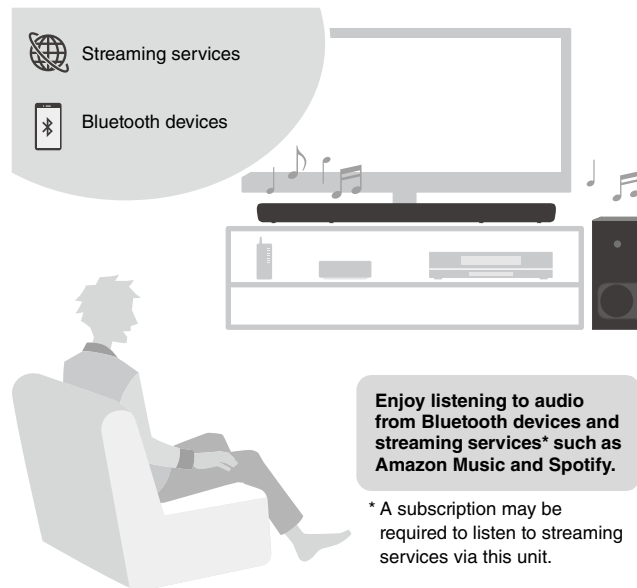 Streaming services
Bluetooth devices
Enjoy listening to audio
from Bluetooth devices and
streaming services* such as
Amazon Music and Spotify.
* A subscription may be
required to listen to streaming
services via this unit.